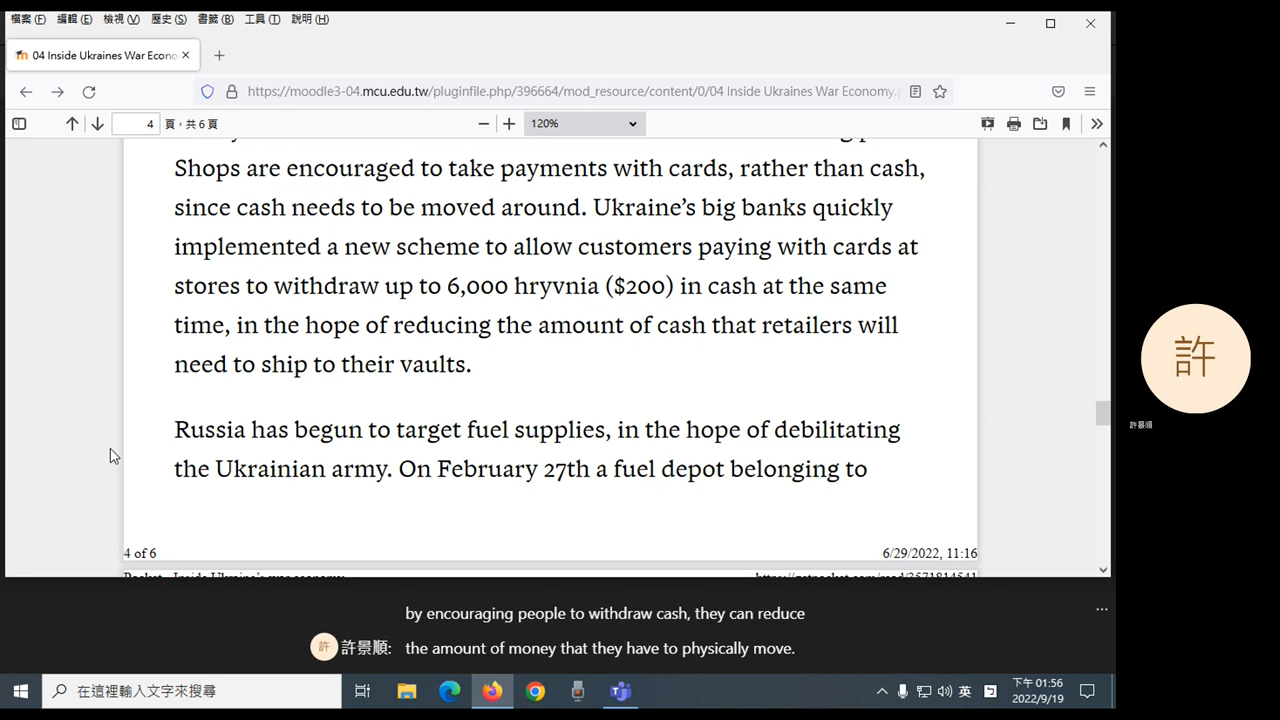 檔案(F) 編輯(E) 檢視(V) 歷史(S) 書籤(B) 工具(T) 說明(H)
04 Inside Ukraines War Econo
https://moodle3-04.mcu.edu.tw/pluginfile.php/396664/mod_resource/content/0/04 Inside Ukraines War Economy.
4 頁，共 6 頁
120%
Shops are encouraged to take payments with cards, rather than cash,
since cash needs to be moved around. Ukraine’s big banks quickly
implemented a new scheme to allow customers paying with cards at
stores to withdraw up to 6,000 hryvnia ($200) in cash at the same
time, in the hope of reducing the amount of cash that retailers will
need to ship to their vaults.
Russia has begun to target fuel supplies, in the hope of debilitating
the Ukrainian army. On February 27th a fuel depot belonging to
4 of 6
6/29/2022, 11:16
許
許景順
by encouraging people to withdraw cash, they can reduce
許 許景順: the amount of money that they have to physically move.
在這裡輸入文字來搜尋
英
下午 01:56
2022/9/19